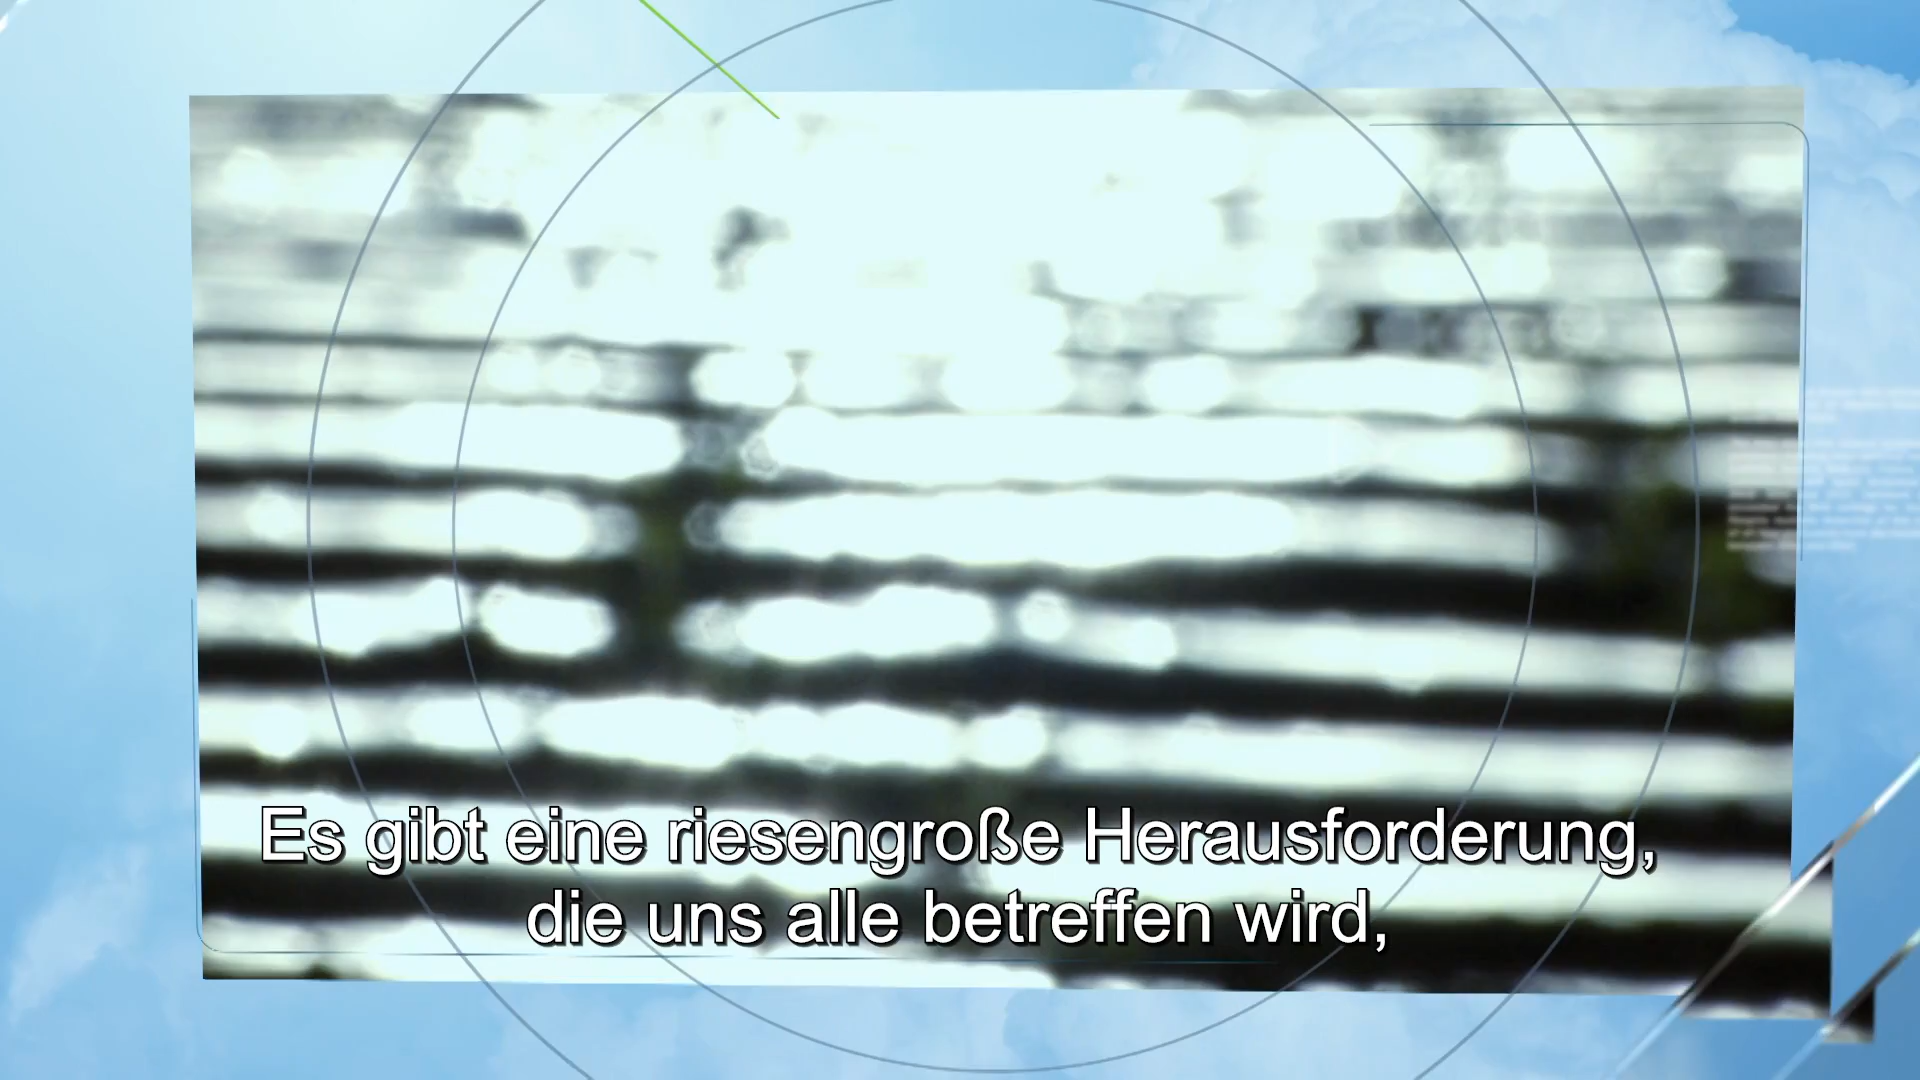 Es gibt eine riesengroße Herausforderung,
die uns alle betreffen wird,